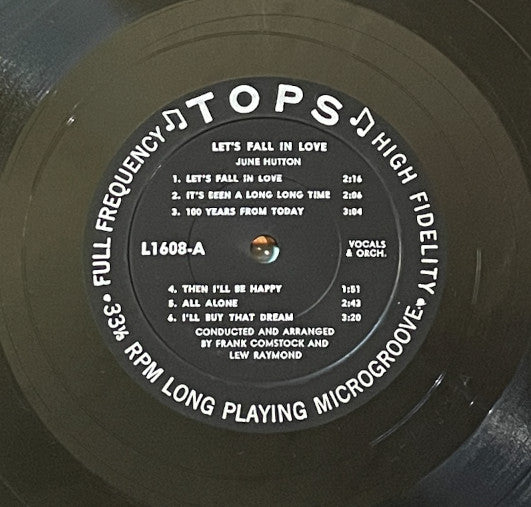 TOPS
FULL FREQUENCY
HIGH FIDELITY
LET'S FALL IN LOVE
JUNE HUTTON
1. LET'S FALL IN LOVE 2:16
2. IT'S BEEN A LONG LONG TIME 2:06
3. 100 YEARS FROM TODAY 3:04
L1608-A
VOCALS
& ORCH.
4. THEN I'LL BE HAPPY 1:51
5. ALL ALONE 2:43
6. I'LL BUY THAT DREAM 3:20
CONDUCTED AND ARRANGED
BY FRANK COMSTOCK AND
LEW RAYMOND
33⅓ RPM LONG PLAYING MICROGROOVE